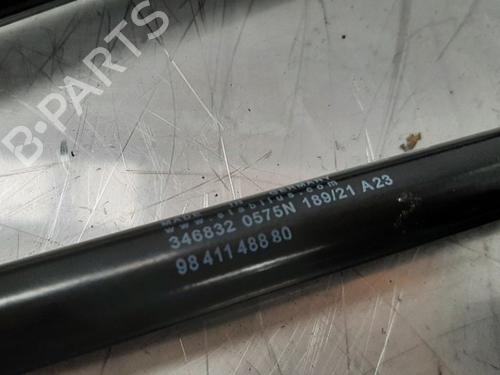 B-PARTS
MADE IN GERMANY
www.stabilus.com
346832 0575N 189/21 A23
98 411 488 80